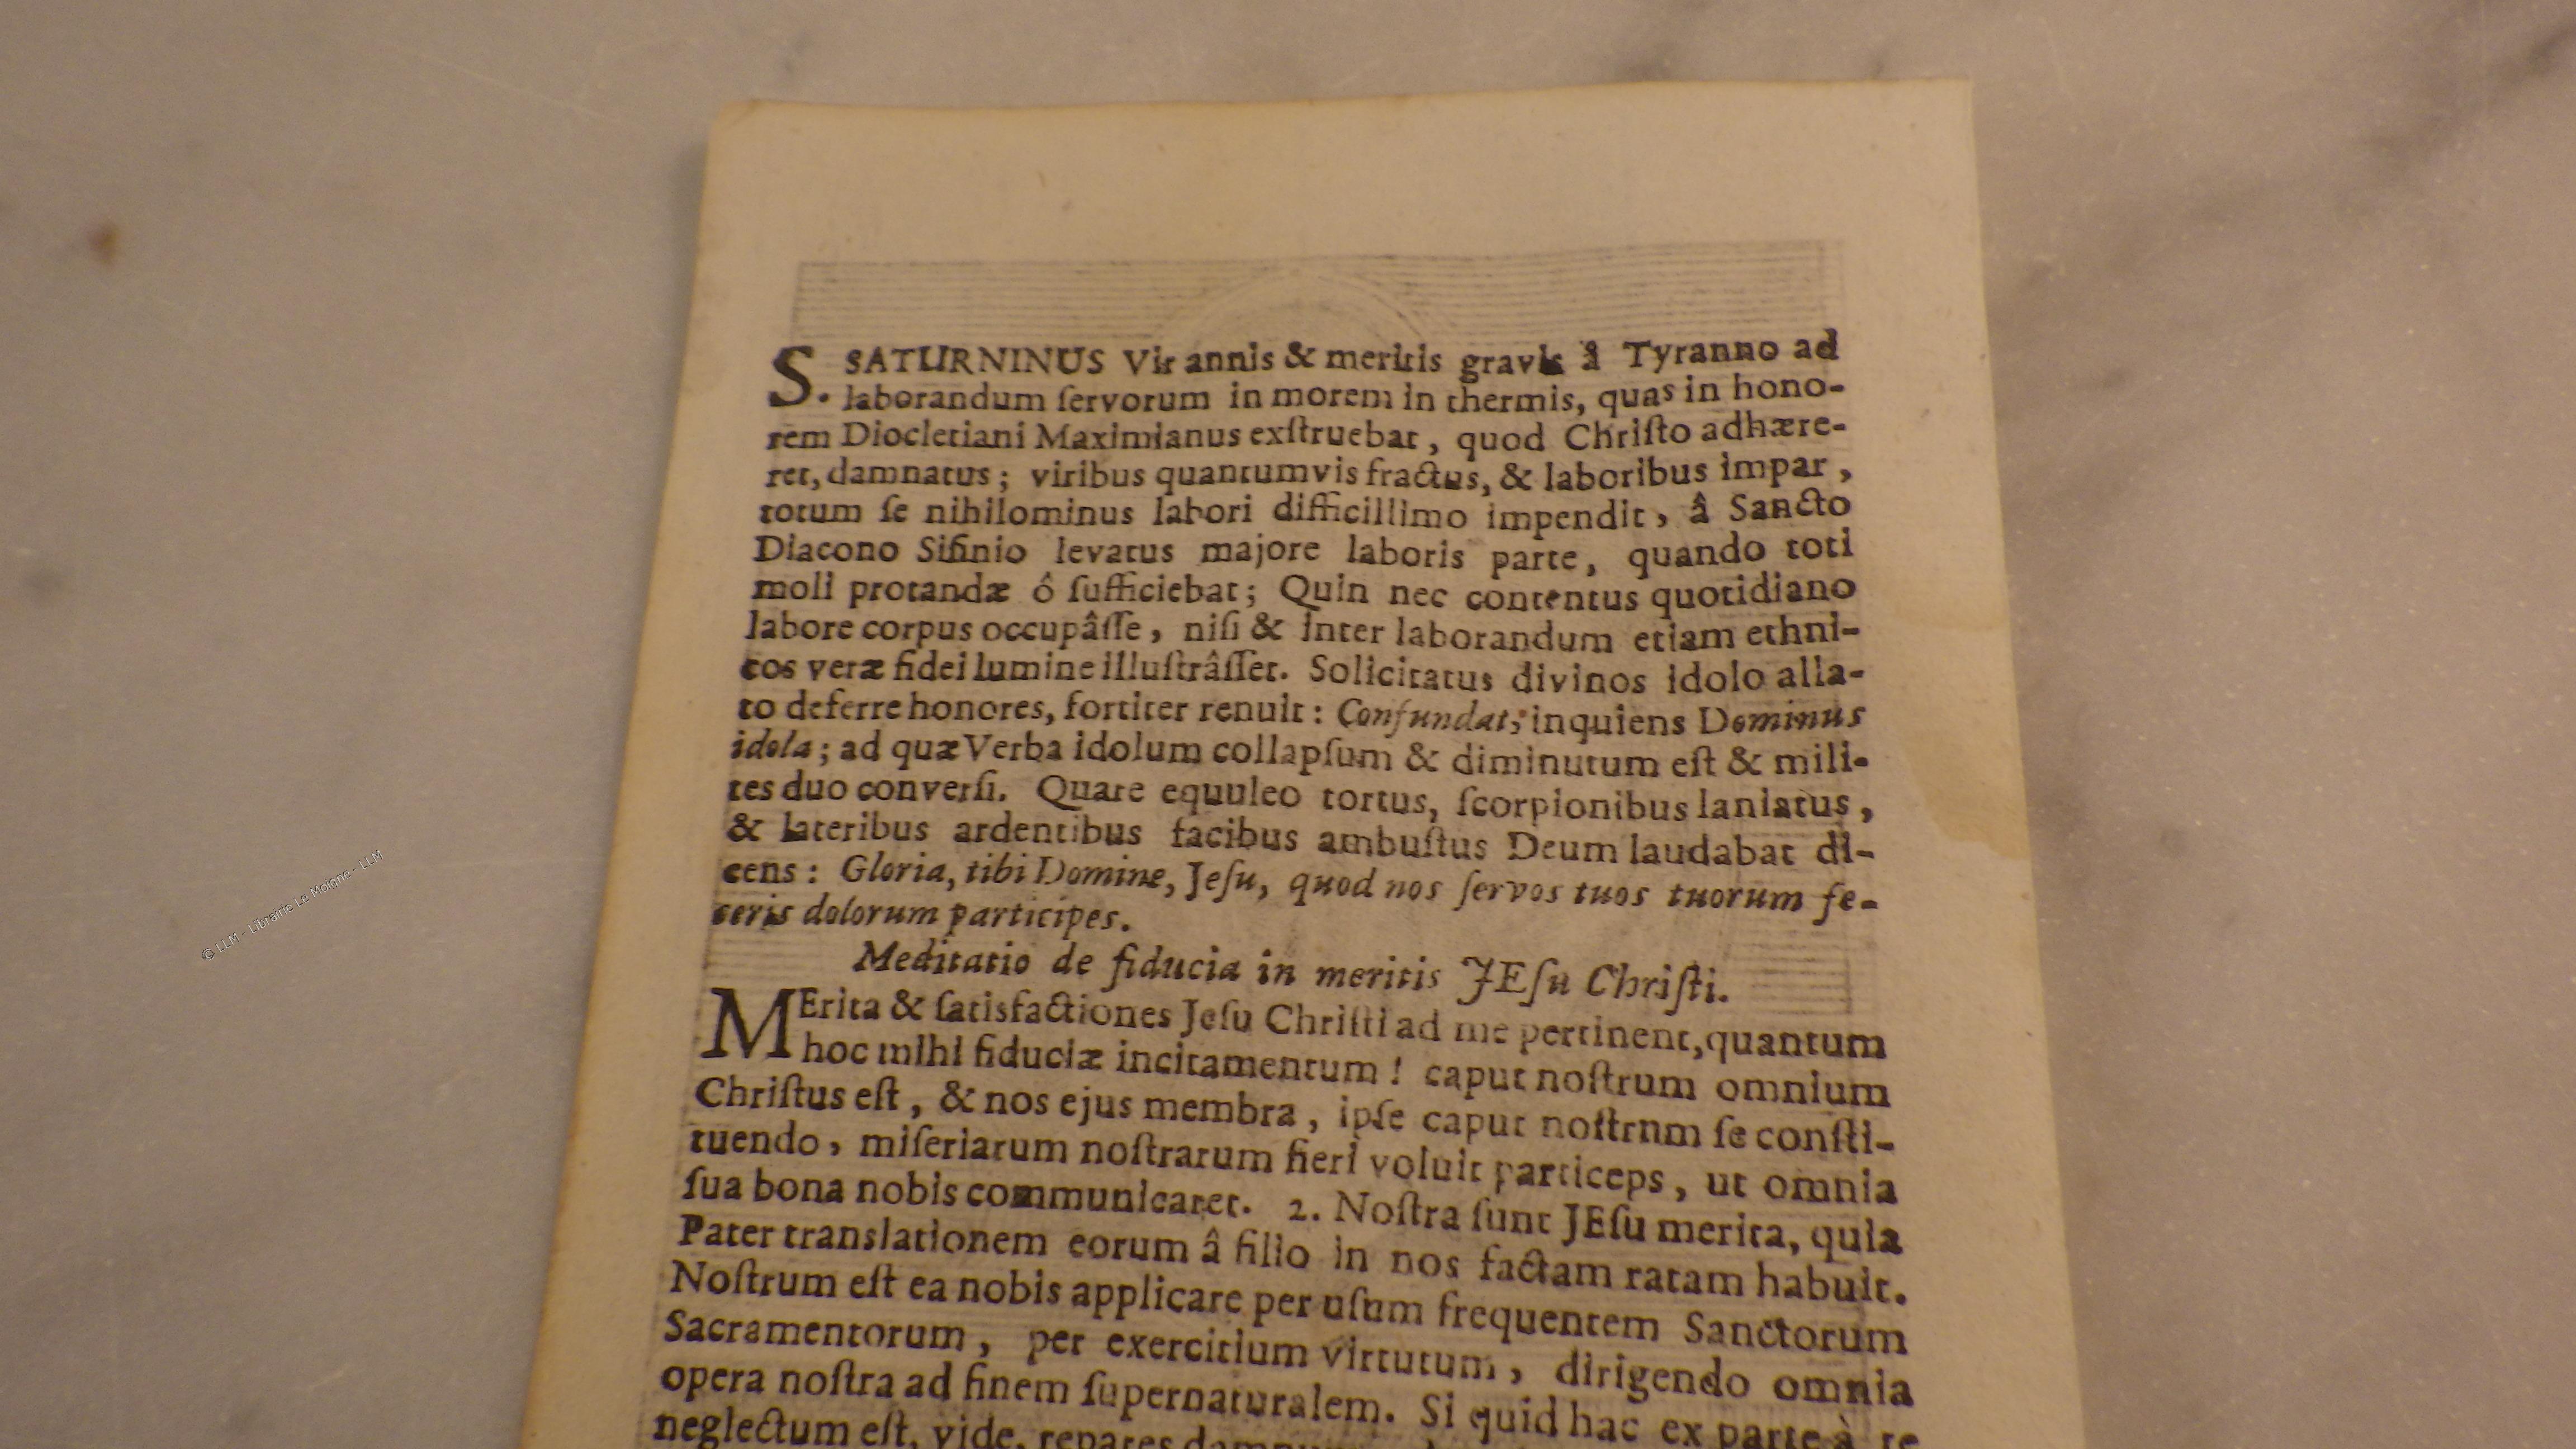 S. SATURNINUS Vir annis & meritis gravis â Tyranno ad
laborandum ſervorum in morem in thermis, quas in hono-
rem Diocletiani Maximianus exſtruebat, quod Chriſto adhære-
ret, damnatus; viribus quantumvis fractus, & laboribus impar,
totum ſe nihilominus labori difficillimo impendit, â Sancto
Diacono Siſinio levatus majore laboris parte, quando toti
moli protandæ ô ſufficiebat; Quin nec contentus quotidiano
labore corpus occupâſſe, niſi & inter laborandum etiam ethni-
cos veræ fidei lumine illuſtrâſſet. Solicitatus divinos idolo alla-
to deferre honores, fortiter renuit: Confundat, inquiens Dominus
idola; ad quæ Verba idolum collapſum & diminutum eſt & mili-
tes duo converſi. Quare equuleo tortus, ſcorpionibus laniatus,
& lateribus ardentibus facibus ambuſtus Deum laudabat di-
cens: Gloria, tibi Domine, Jeſu, quod nos ſervos tuos tuorum fe-
ceris dolorum participes.
Meditatio de fiducia in meritis JEſu Chriſti.
MErita & ſatisfactiones Jeſu Chriſti ad me pertinent, quantum
hoc mihi fiduciæ incitamentum! caput noſtrum omnium
Chriſtus eſt, & nos ejus membra, ipſe caput noſtrnm ſe conſti-
tuendo, miſeriarum noſtrarum fieri voluit particeps, ut omnia
ſua bona nobis communicaret. 2. Noſtra ſunt JEſu merita, quia
Pater translationem eorum â filio in nos factam ratam habuit.
Noſtrum eſt ea nobis applicare per uſum frequentem Sanctorum
Sacramentorum, per exercitium virtutum, dirigendo omnia
opera noſtra ad finem ſupernaturalem. Si quid hac ex parte à te
neglectum eſt, vide, repares
© LLM - Librairie Le Moigne - LLM